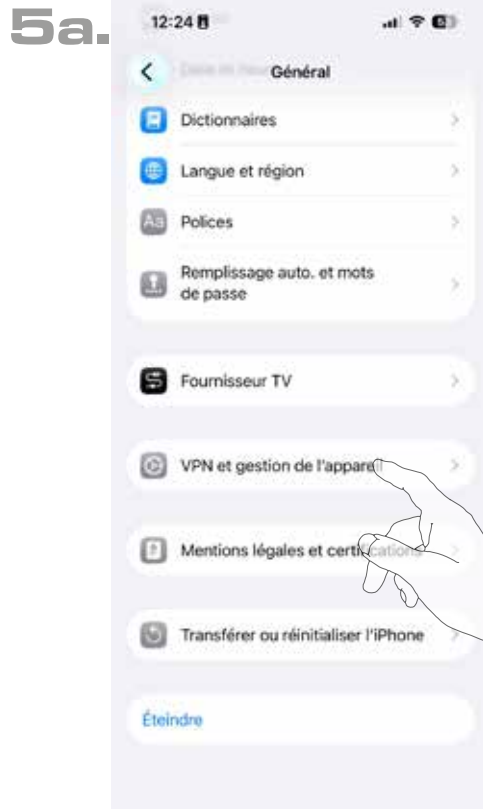 5a.
12:24
Général
Dictionnaires
Langue et région
Aa Polices
Remplissage auto. et mots
de passe
Fournisseur TV
VPN et gestion de l'appareil
Mentions légales et certifications
Transférer ou réinitialiser l'iPhone
Éteindre